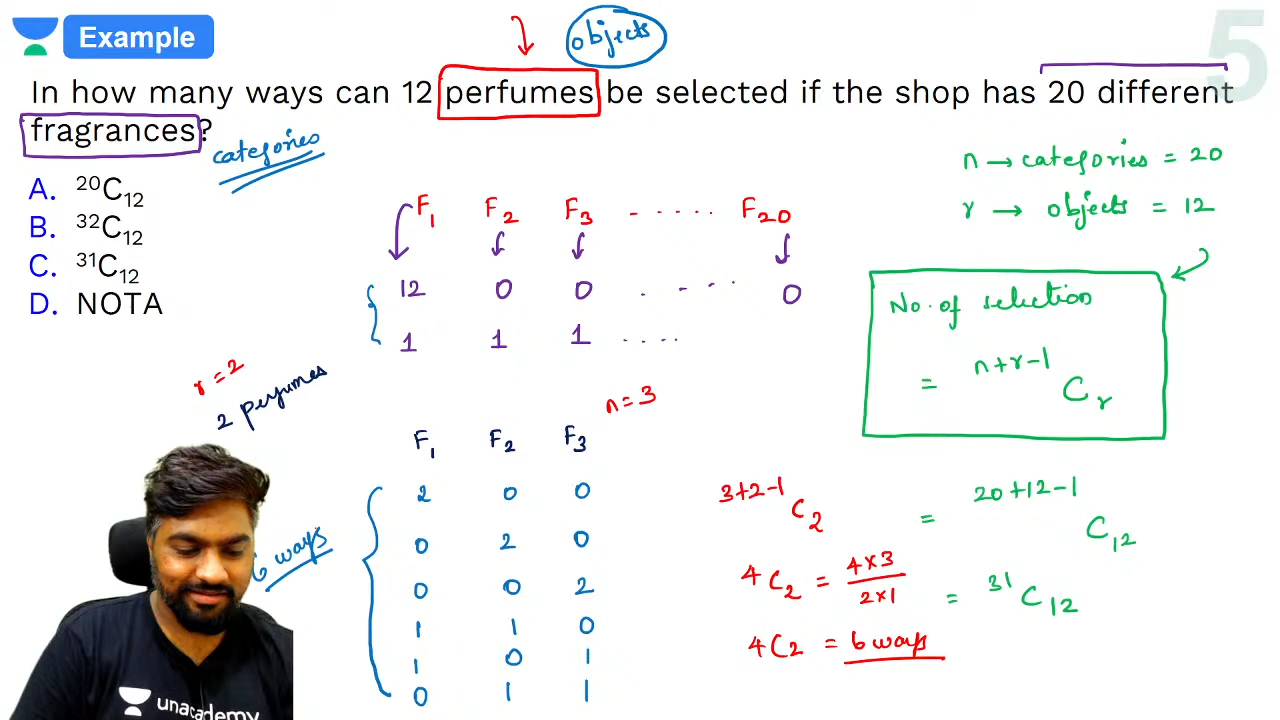 Example
objects
5
In how many ways can 12 perfumes be selected if the shop has 20 different
fragrances?
categories
A. ²⁰C₁₂
B. ³²C₁₂
C. ³¹C₁₂
D. NOTA
n → categories = 20
r → objects = 12
F₁ F₂ F₃ ..... F₂₀
12 0 0 . - ... 0
1 1 1 .....
No. of selection
= ⁿ⁺ʳ⁻¹Cᵣ
r = 2
2 perfumes
n = 3
F₁ F₂ F₃
2 0 0
0 2 0
0 0 2
1 1 0
1 0 1
0 1 1
6 ways
³⁺²⁻¹C₂
4C₂ = 4×3
2×1
4C2 = 6 ways
= ²⁰⁺¹²⁻¹C₁₂
= ³¹C₁₂
unacademy